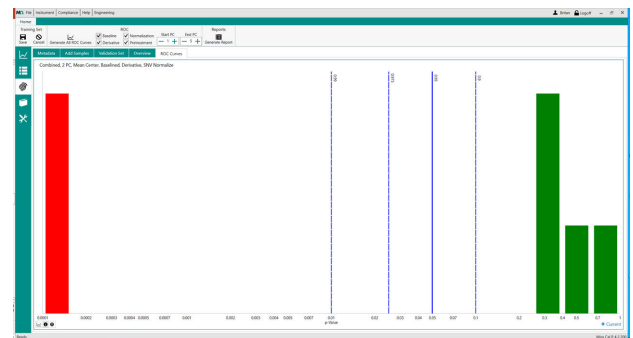 File Instrument Compliance Help Engineering Brian Logoff
Home
Training Set ROC Reports
Baseline Normalization Start PC End PC
Derivative Pretreatment
Save Cancel Generate All ROC Curves Generate Report
Metadata Add Samples Validation Set Overview ROC Curves
Combined, 2 PC, Mean Center, Baselined, Derivative, SNV Normalize
0.0001 0.0002 0.0003 0.0004 0.0005 0.0007 0.001 0.002 0.003 0.004 0.005 0.007 0.01 0.02 0.03 0.04 0.05 0.07 0.1 0.2 0.3 0.4 0.5 0.7 1
p-Value
Current
Ready